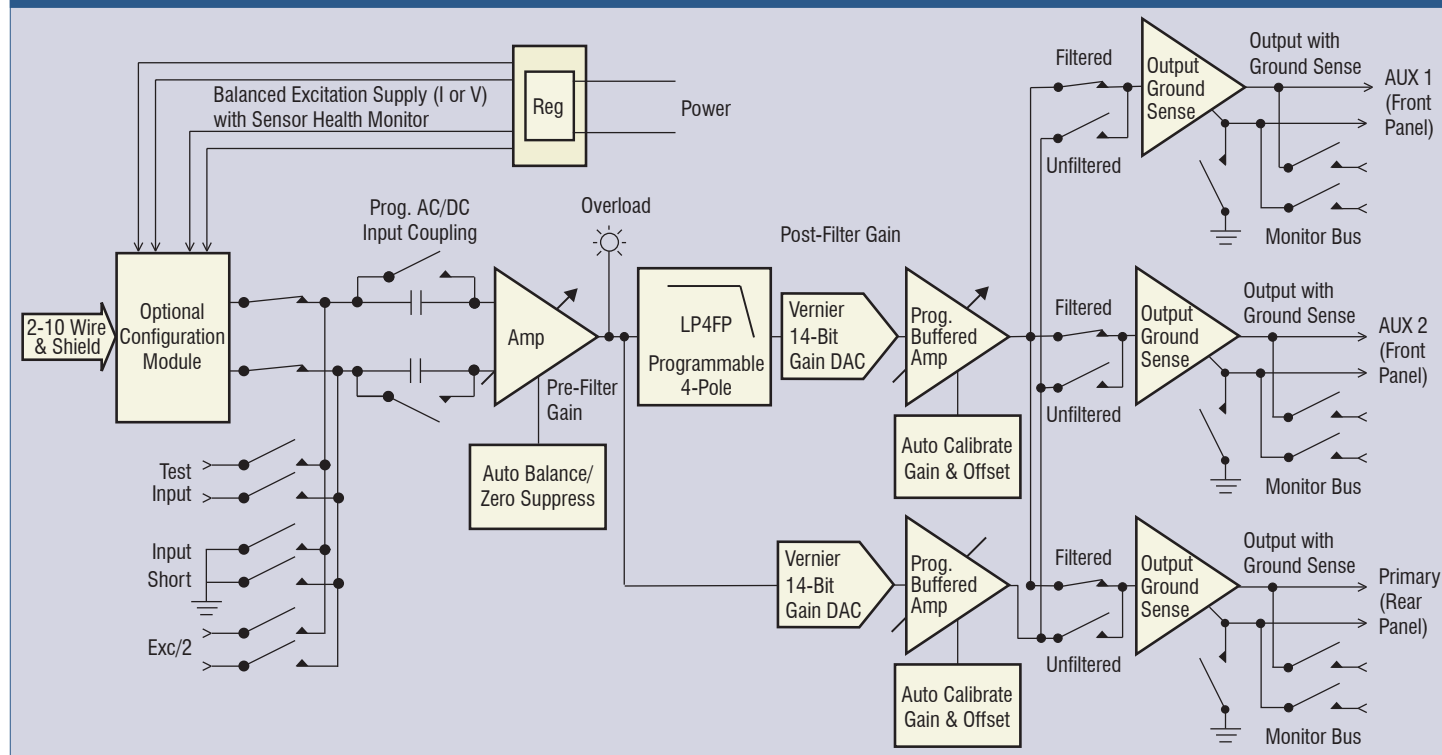 Balanced Excitation Supply (I or V)
with Sensor Health Monitor
Reg
Power
Filtered
Unfiltered
Output
Ground
Sense
Output with
Ground Sense
AUX 1
(Front
Panel)
Monitor Bus
2-10 Wire
& Shield
Optional
Configuration
Module
Prog. AC/DC
Input Coupling
Amp
Pre-Filter
Gain
Auto Balance/
Zero Suppress
Overload
LP4FP
Programmable
4-Pole
Post-Filter Gain
Vernier
14-Bit
Gain DAC
Prog.
Buffered
Amp
Auto Calibrate
Gain & Offset
Filtered
Unfiltered
Output
Ground
Sense
Output with
Ground Sense
AUX 2
(Front
Panel)
Monitor Bus
Test
Input
Input
Short
Exc/2
Vernier
14-Bit
Gain DAC
Prog.
Buffered
Amp
Auto Calibrate
Gain & Offset
Filtered
Unfiltered
Output
Ground
Sense
Output with
Ground Sense
Primary
(Rear
Panel)
Monitor Bus